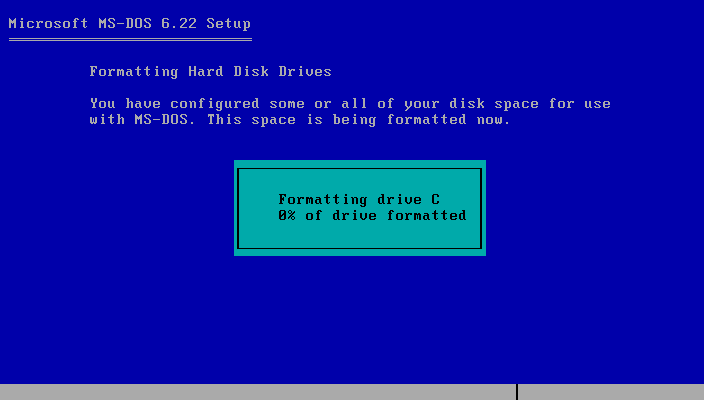 Microsoft MS-DOS 6.22 Setup
Formatting Hard Disk Drives
You have configured some or all of your disk space for use
with MS-DOS. This space is being formatted now.
Formatting drive C
0% of drive formatted